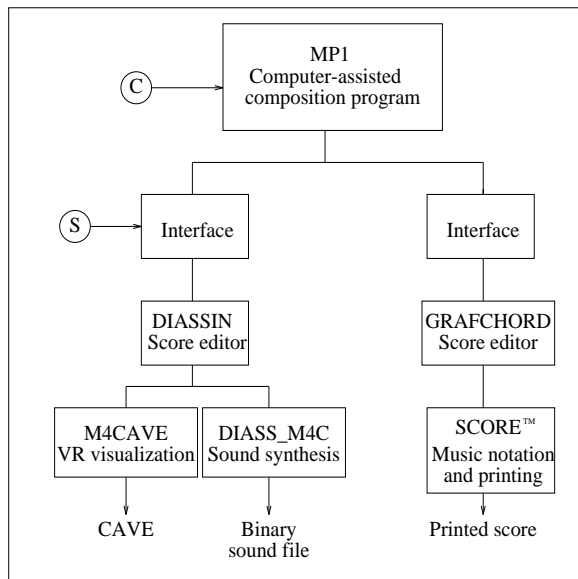 MP1
Computer-assisted
composition program
C
S
Interface
Interface
DIASSIN
Score editor
GRAFCHORD
Score editor
M4CAVE
VR visualization
DIASS_M4C
Sound synthesis
SCORE™
Music notation
and printing
CAVE
Binary
sound file
Printed score